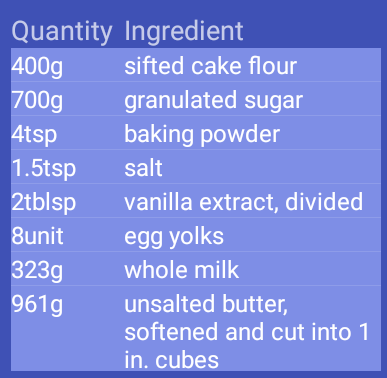 Quantity Ingredient
400g sifted cake flour
700g granulated sugar
4tsp baking powder
1.5tsp salt
2tblsp vanilla extract, divided
8unit egg yolks
323g whole milk
961g unsalted butter,
softened and cut into 1
in. cubes